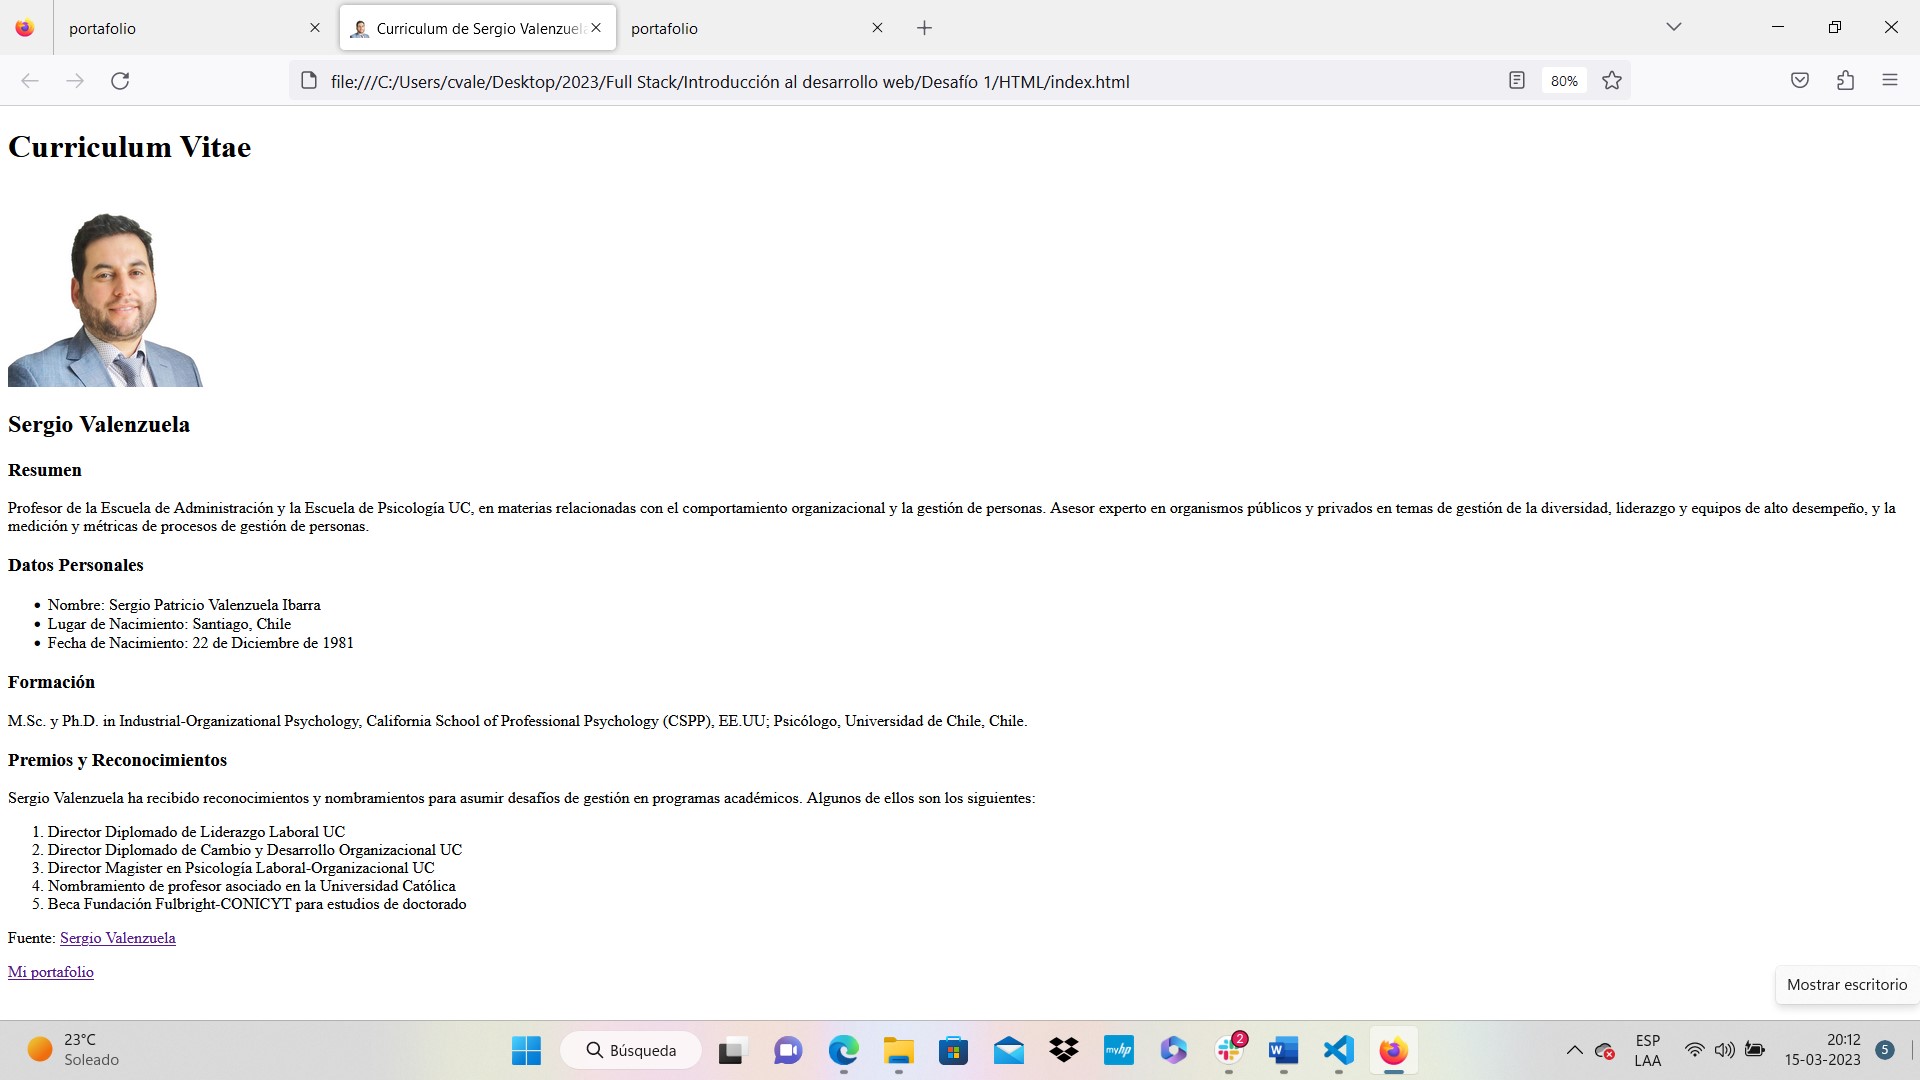 portafolio
Curriculum de Sergio Valenzuela
portafolio
file:///C:/Users/cvale/Desktop/2023/Full Stack/Introducción al desarrollo web/Desafío 1/HTML/index.html
80%
Curriculum Vitae
Sergio Valenzuela
Resumen
Profesor de la Escuela de Administración y la Escuela de Psicología UC, en materias relacionadas con el comportamiento organizacional y la gestión de personas. Asesor experto en organismos públicos y privados en temas de gestión de la diversidad, liderazgo y equipos de alto desempeño, y la
medición y métricas de procesos de gestión de personas.
Datos Personales
• Nombre: Sergio Patricio Valenzuela Ibarra
• Lugar de Nacimiento: Santiago, Chile
• Fecha de Nacimiento: 22 de Diciembre de 1981
Formación
M.Sc. y Ph.D. in Industrial-Organizational Psychology, California School of Professional Psychology (CSPP), EE.UU; Psicólogo, Universidad de Chile, Chile.
Premios y Reconocimientos
Sergio Valenzuela ha recibido reconocimientos y nombramientos para asumir desafíos de gestión en programas académicos. Algunos de ellos son los siguientes:
1. Director Diplomado de Liderazgo Laboral UC
2. Director Diplomado de Cambio y Desarrollo Organizacional UC
3. Director Magister en Psicología Laboral-Organizacional UC
4. Nombramiento de profesor asociado en la Universidad Católica
5. Beca Fundación Fulbright-CONICYT para estudios de doctorado
Fuente: Sergio Valenzuela
Mi portafolio
Mostrar escritorio
23°C
Soleado
Búsqueda
myhp
2
W
ESP
LAA
20:12
15-03-2023
5